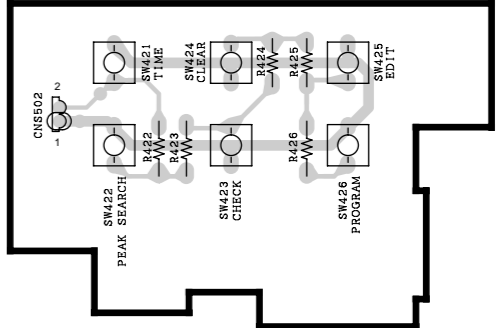 SW421
TIME
SW424
CLEAR
R424
R425
SW425
EDIT
CNS502
2
1
R422
R423
R426
SW422
PEAK SEARCH
SW423
CHECK
SW426
PROGRAM